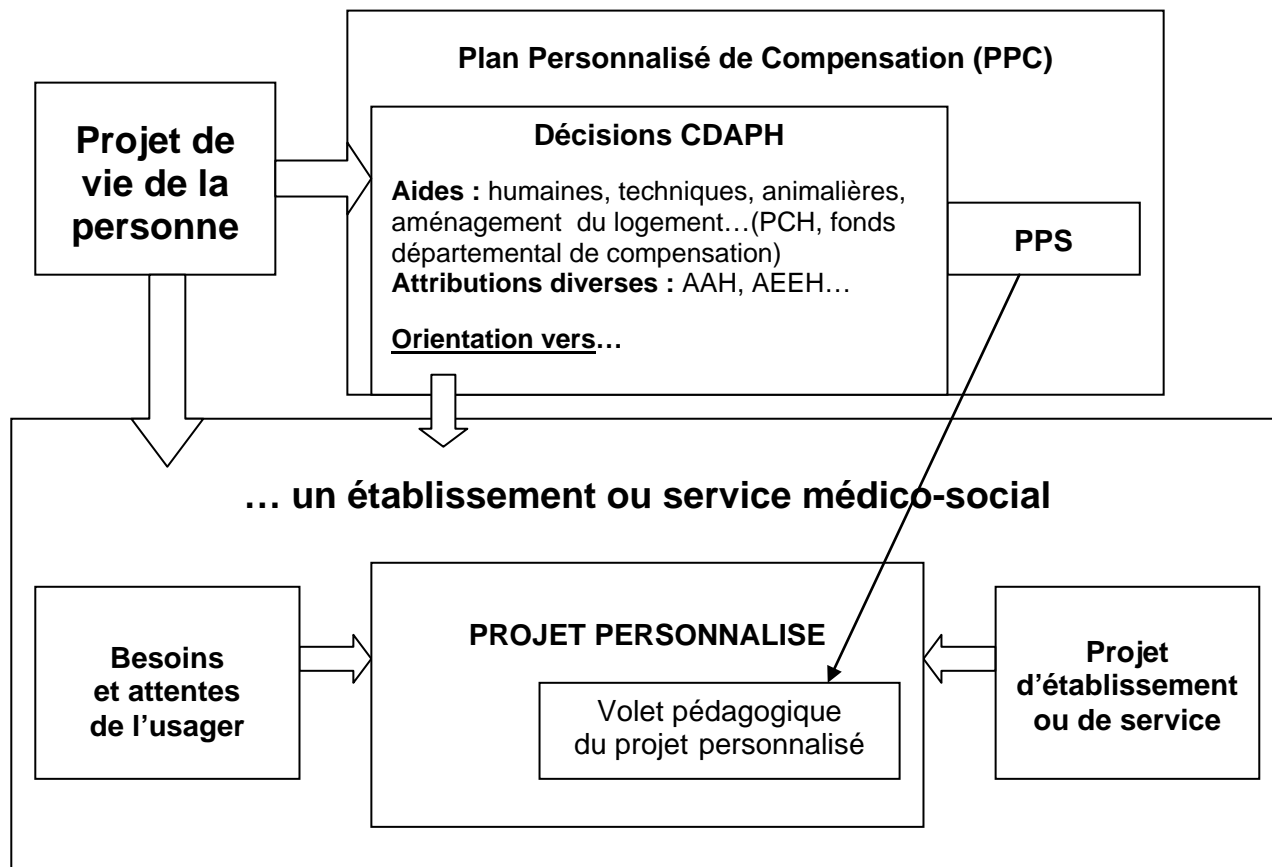 Plan Personnalisé de Compensation (PPC)
Projet de
vie de la
personne
Décisions CDAPH
Aides : humaines, techniques, animalières,
aménagement du logement…(PCH, fonds
départemental de compensation)
Attributions diverses : AAH, AEEH…
Orientation vers…
PPS
… un établissement ou service médico-social
Besoins
et attentes
de l’usager
PROJET PERSONNALISE
Volet pédagogique
du projet personnalisé
Projet
d’établissement
ou de service